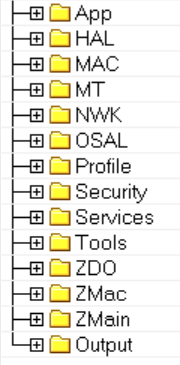 App
HAL
MAC
MT
NWK
OSAL
Profile
Security
Services
Tools
ZDO
ZMac
ZMain
Output